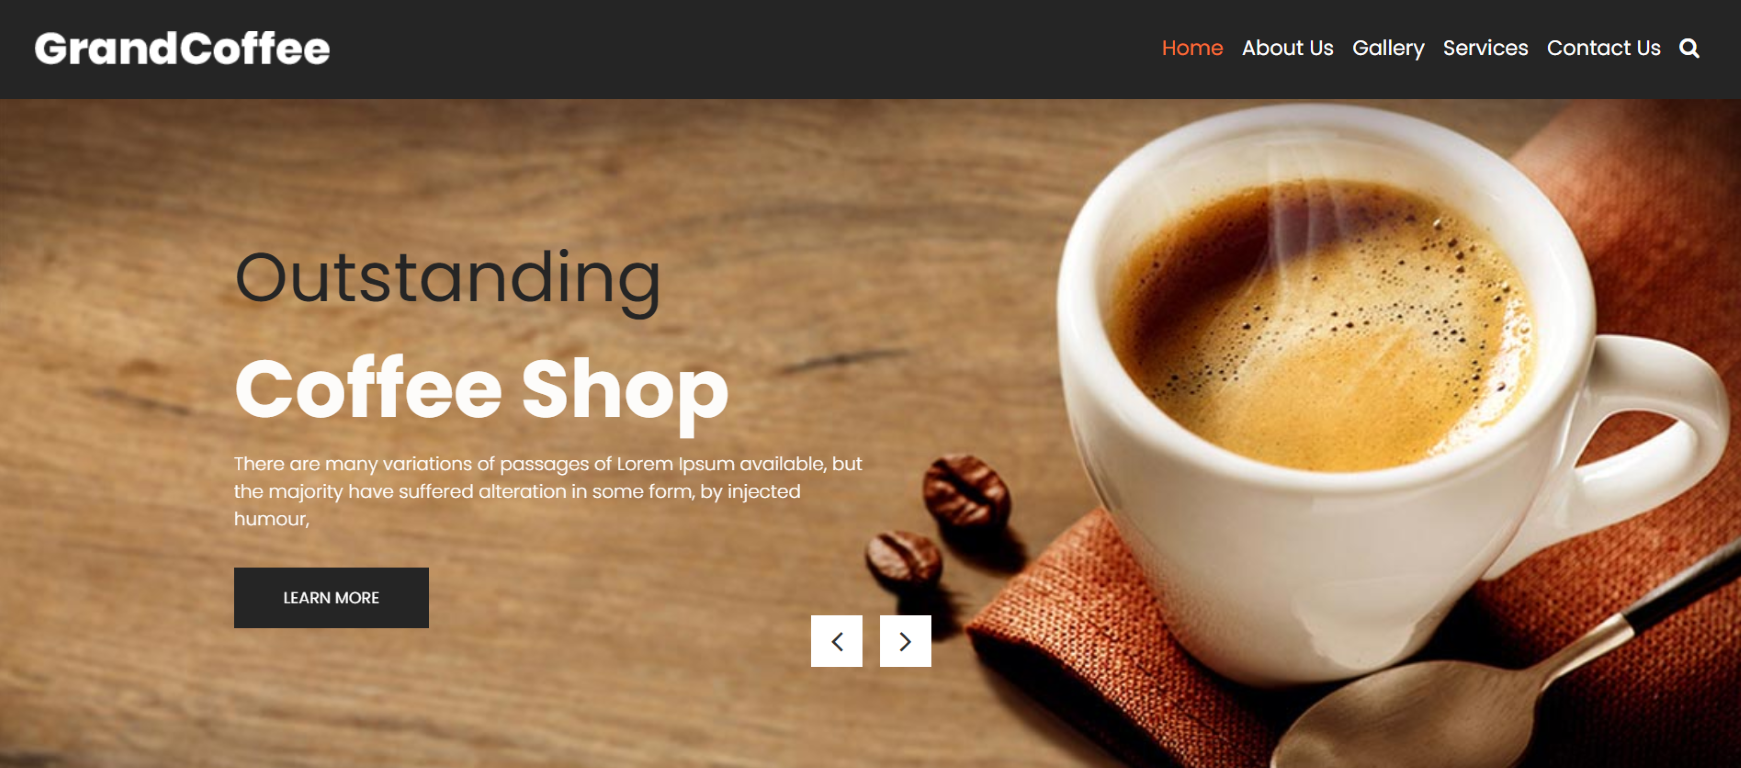 GrandCoffee
Home About Us Gallery Services Contact Us
Outstanding
Coffee Shop
There are many variations of passages of Lorem Ipsum available, but
the majority have suffered alteration in some form, by injected
humour,
LEARN MORE